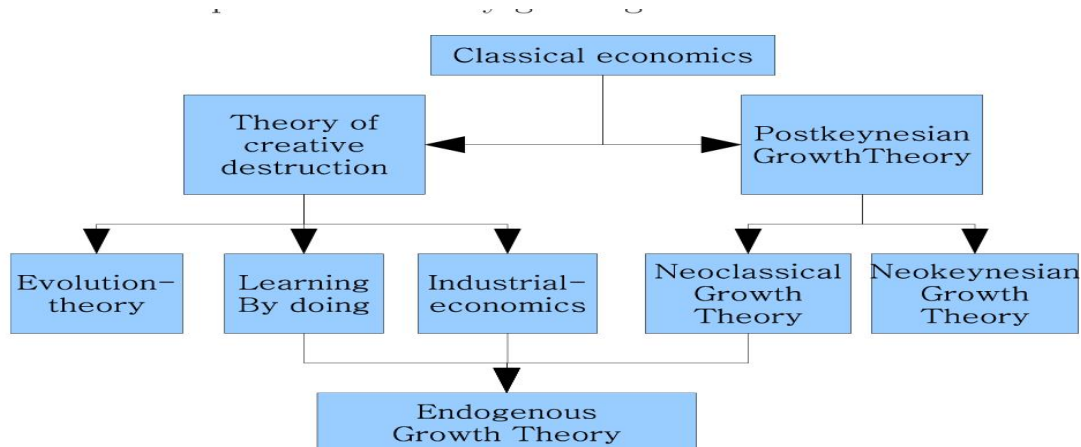 Classical economics
Theory of
creative
destruction
Postkeynesian
GrowthTheory
Evolution-
theory
Learning
By doing
Industrial-
economics
Neoclassical
Growth
Theory
Neokeynesian
Growth
Theory
Endogenous
Growth Theory